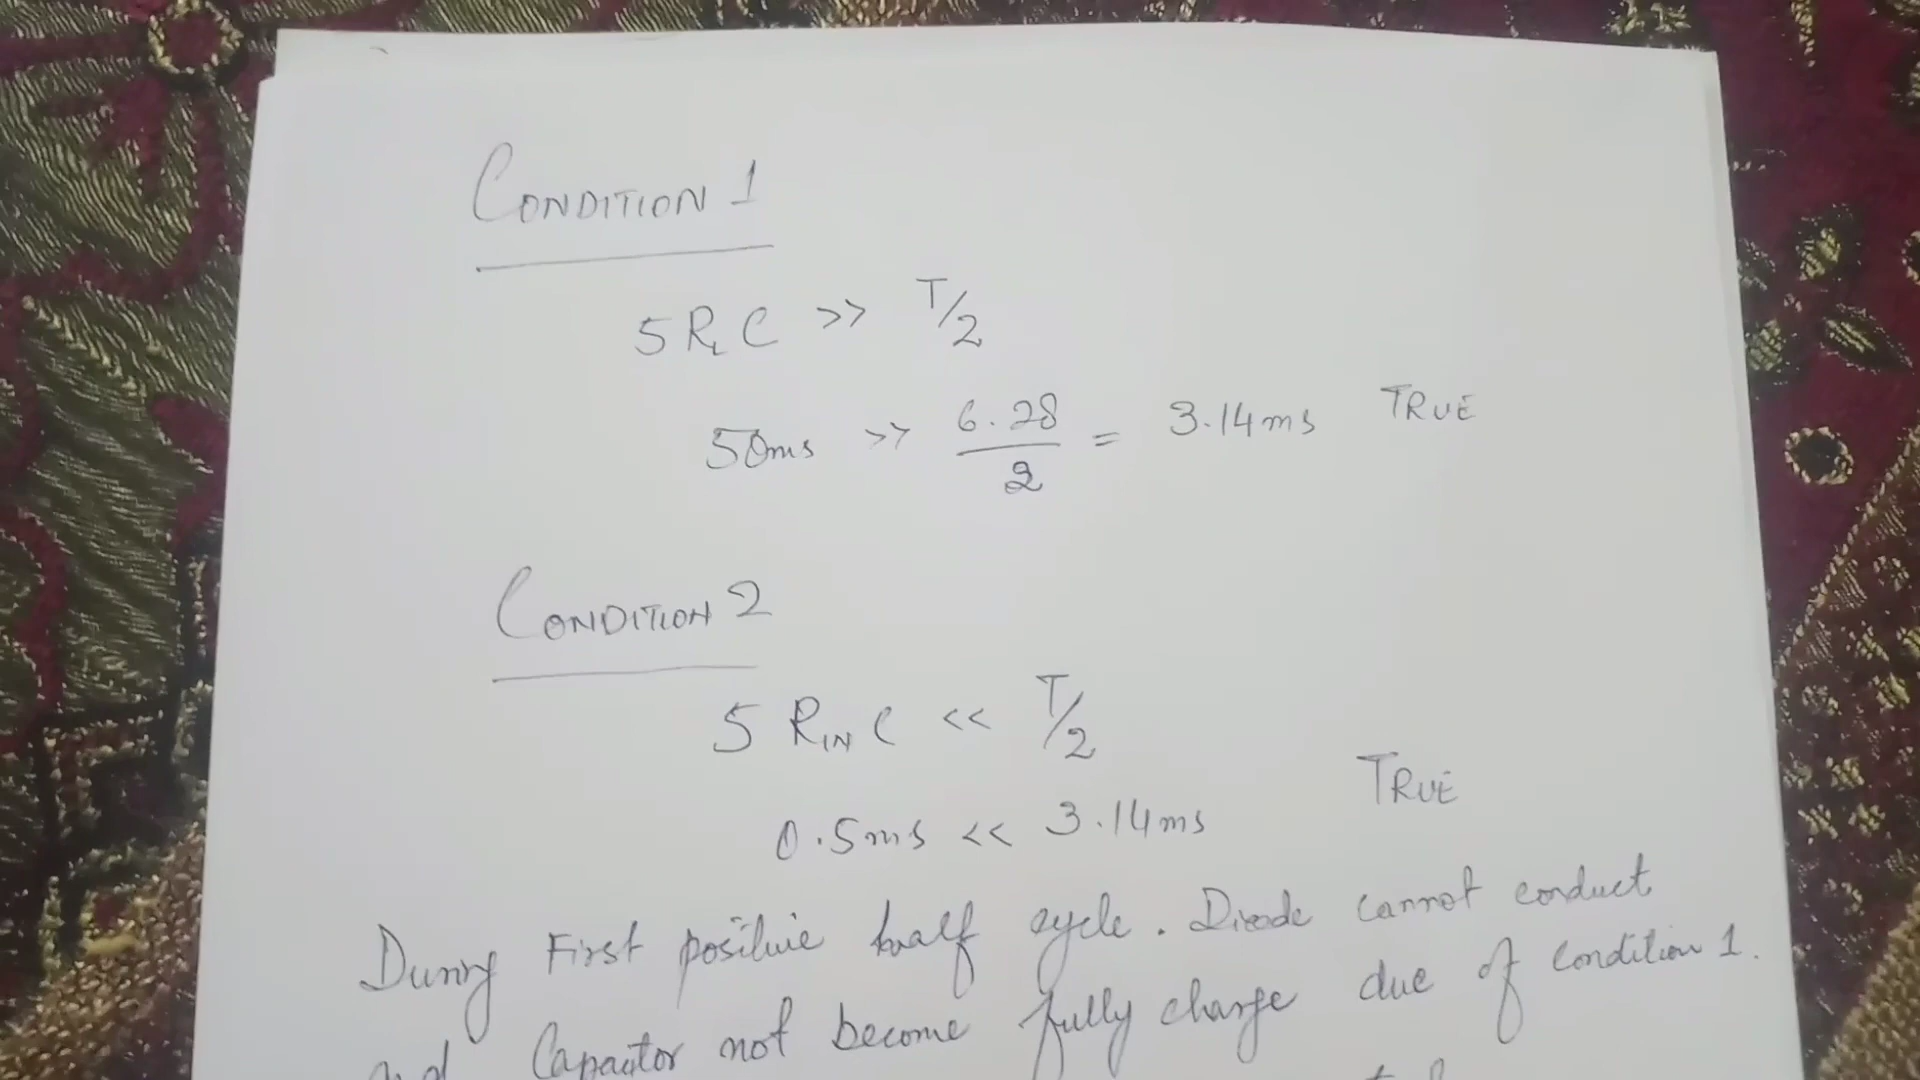 CONDITION 1
5 RL C >> T/2
50ms >> 6.28/2 = 3.14ms TRUE
CONDITION 2
5 RIN C << T/2
0.5ms << 3.14ms TRUE
During First positive half cycle. Diode cannot conduct
and Capacitor not become fully charge due of condition 1.